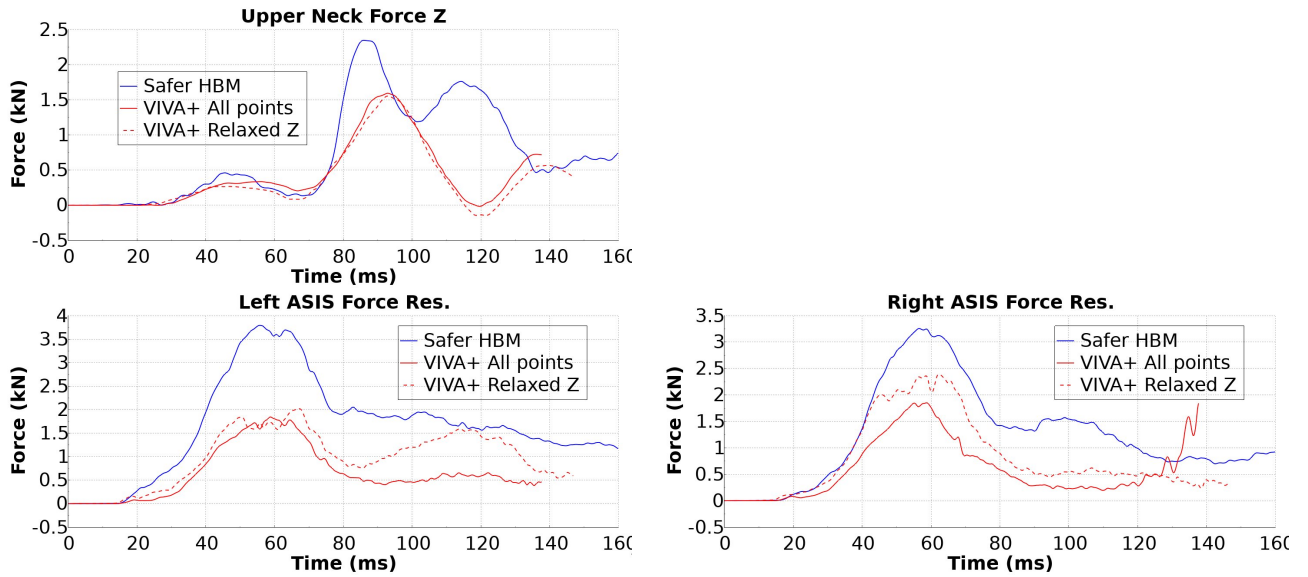 Upper Neck Force Z
2.5
2
1.5
1
0.5
0
-0.5
Force (kN)
Safer HBM
VIVA+ All points
VIVA+ Relaxed Z
0 20 40 60 80 100 120 140 160
Time (ms)
Left ASIS Force Res.
4
3.5
3
2.5
2
1.5
1
0.5
0
-0.5
Force (kN)
Safer HBM
VIVA+ All points
VIVA+ Relaxed Z
0 20 40 60 80 100 120 140 160
Time (ms)
Right ASIS Force Res.
3.5
3
2.5
2
1.5
1
0.5
0
-0.5
Force (kN)
Safer HBM
VIVA+ All points
VIVA+ Relaxed Z
0 20 40 60 80 100 120 140 160
Time (ms)